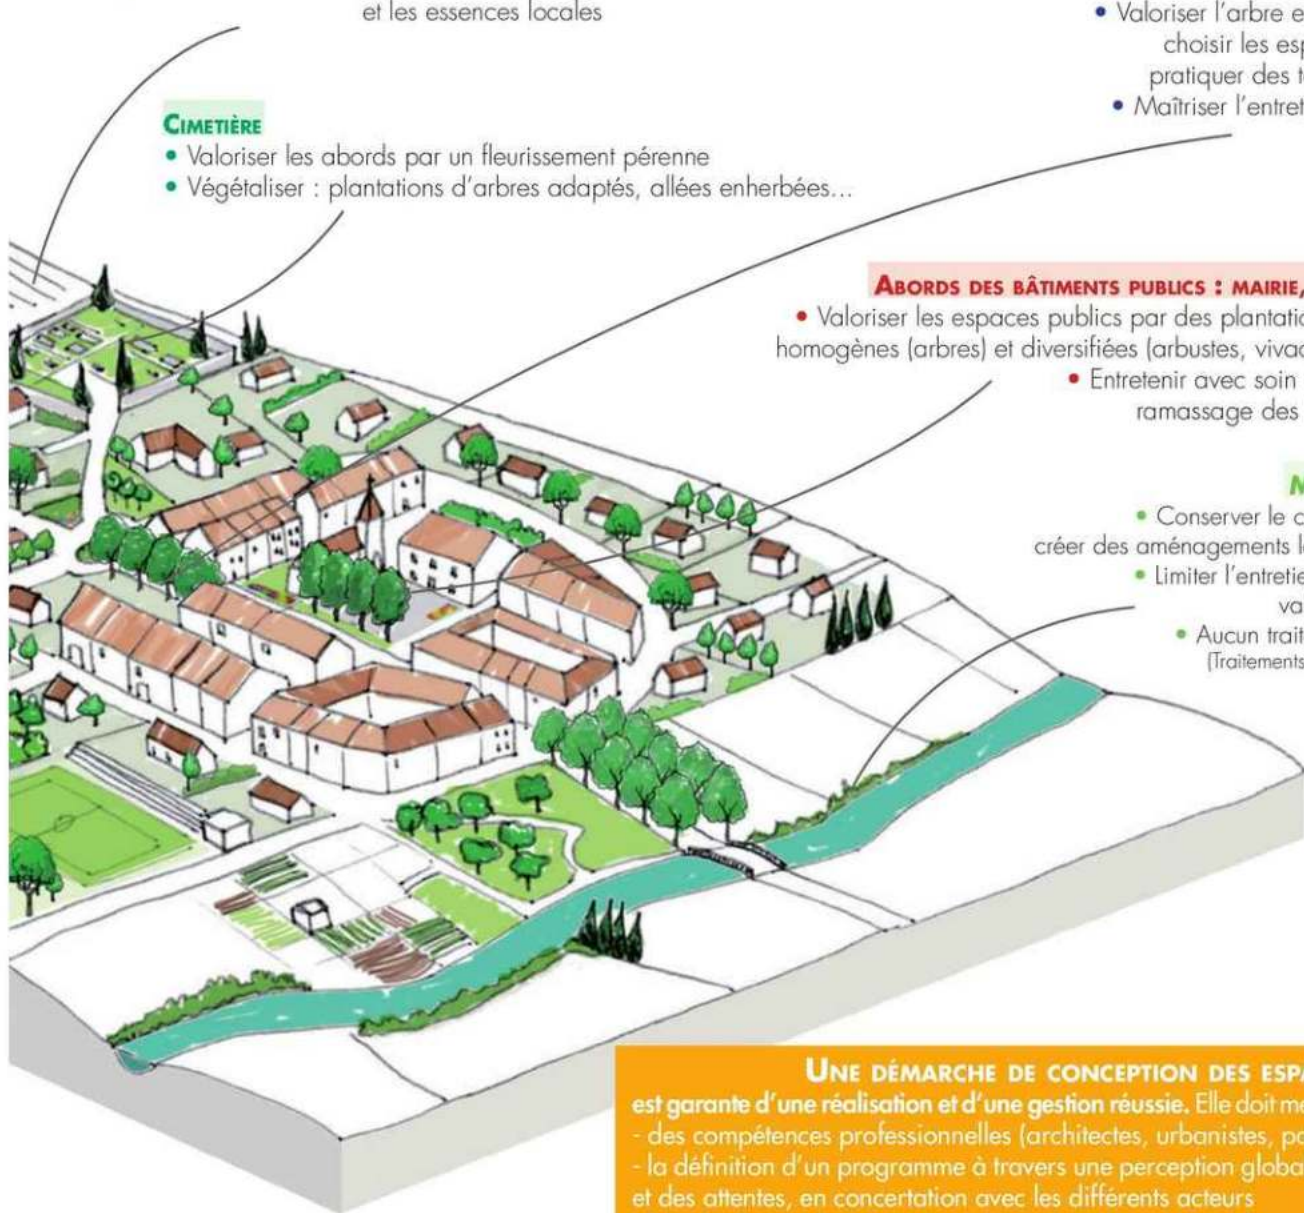 et les essences locales
• Valoriser l'arbre e
choisir les esp
pratiquer des t
• Maîtriser l'entret
CIMETIÈRE
• Valoriser les abords par un fleurissement pérenne
• Végétaliser : plantations d'arbres adaptés, allées enherbées...
ABORDS DES BÂTIMENTS PUBLICS : MAIRIE,
• Valoriser les espaces publics par des plantatio
homogènes (arbres) et diversifiées (arbustes, vivac
• Entretenir avec soin
ramassage des
M
• Conserver le c
créer des aménagements l
• Limiter l'entretie
va
• Aucun trait
(Traitements
UNE DÉMARCHE DE CONCEPTION DES ESPA
est garante d'une réalisation et d'une gestion réussie. Elle doit me
- des compétences professionnelles (architectes, urbanistes, pa
- la définition d'un programme à travers une perception globa
et des attentes, en concertation avec les différents acteurs